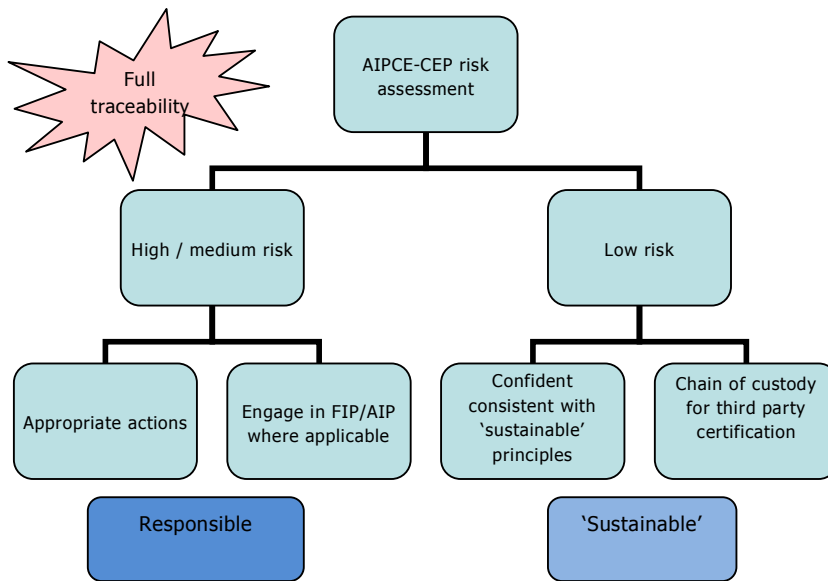 Full
traceability
AIPCE-CEP risk
assessment
High / medium risk
Low risk
Appropriate actions
Engage in FIP/AIP
where applicable
Confident
consistent with
‘sustainable’
principles
Chain of custody
for third party
certification
Responsible
‘Sustainable’